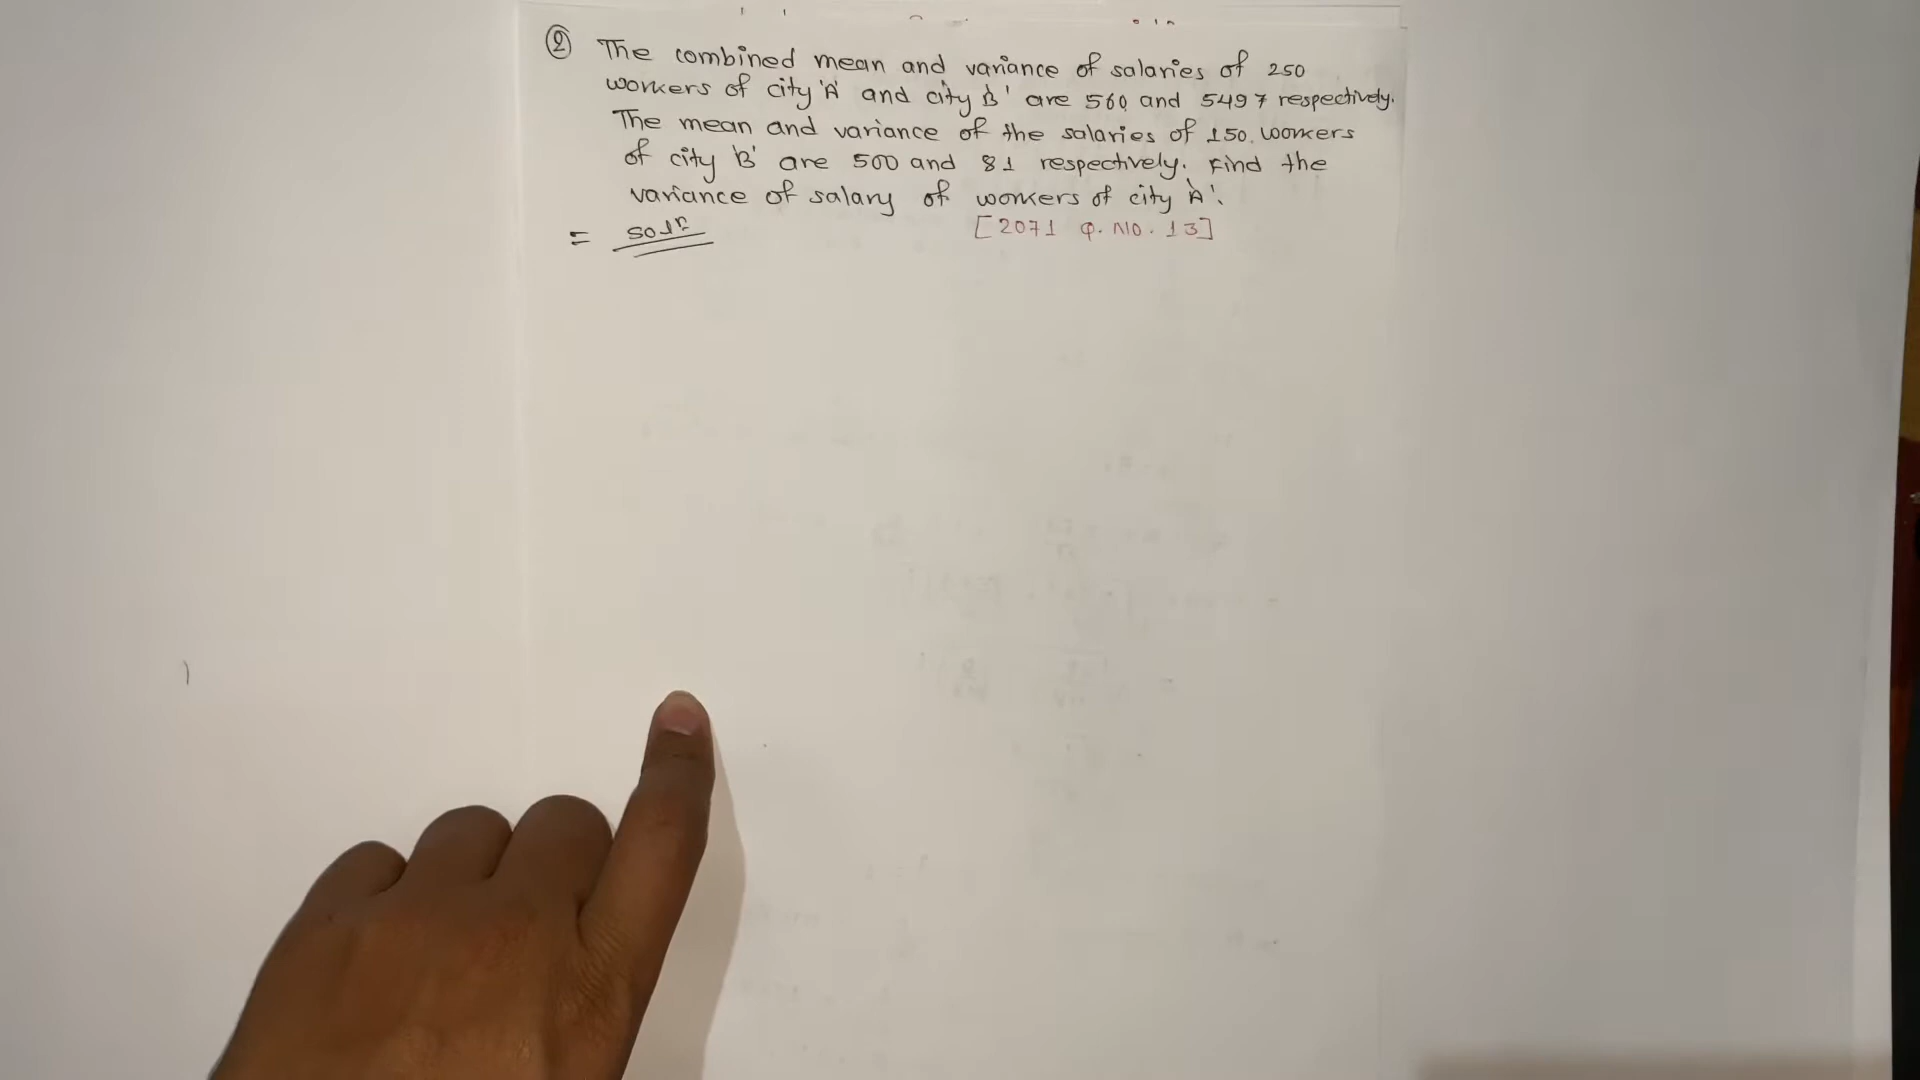 ② The combined mean and variance of salaries of 250
workers of city 'A' and city 'B' are 560 and 5497 respectively.
The mean and variance of the salaries of 150. workers
of city 'B' are 500 and 81 respectively. Find the
variance of salary of workers of city 'A'.
= solⁿ [2071 Q. NO. 13]